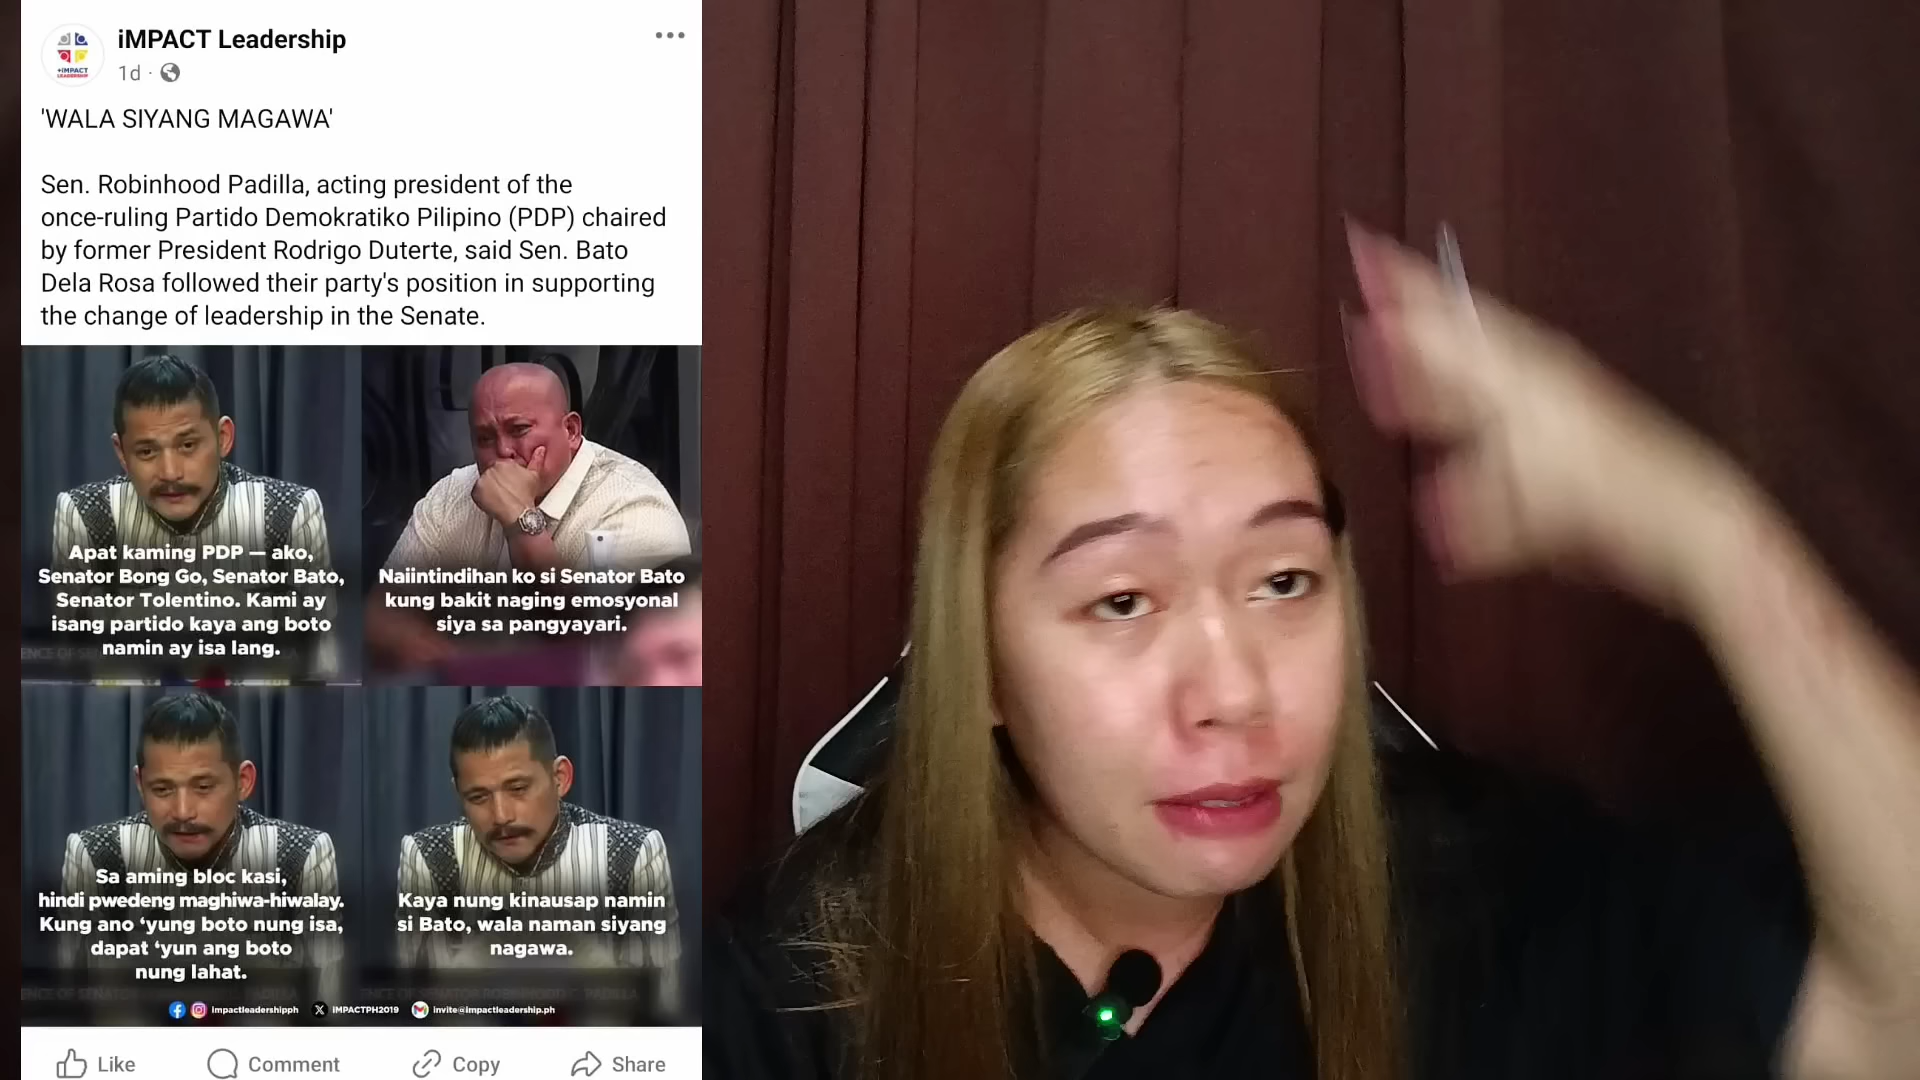 iMPACT Leadership
1d ·
+IMPACT
LEADERSHIP
'WALA SIYANG MAGAWA'
Sen. Robinhood Padilla, acting president of the
once-ruling Partido Demokratiko Pilipino (PDP) chaired
by former President Rodrigo Duterte, said Sen. Bato
Dela Rosa followed their party's position in supporting
the change of leadership in the Senate.
Apat kaming PDP — ako,
Senator Bong Go, Senator Bato,
Senator Tolentino. Kami ay
isang partido kaya ang boto
namin ay isa lang.
Naiintindihan ko si Senator Bato
kung bakit naging emosyonal
siya sa pangyayari.
Sa aming bloc kasi,
hindi pwedeng maghiwa-hiwalay.
Kung ano ‘yung boto nung isa,
dapat ‘yun ang boto
nung lahat.
Kaya nung kinausap namin
si Bato, wala naman siyang
nagawa.
impactleadershipph IMPACTPH2019 invite@impactleadership.ph
Like Comment Copy Share